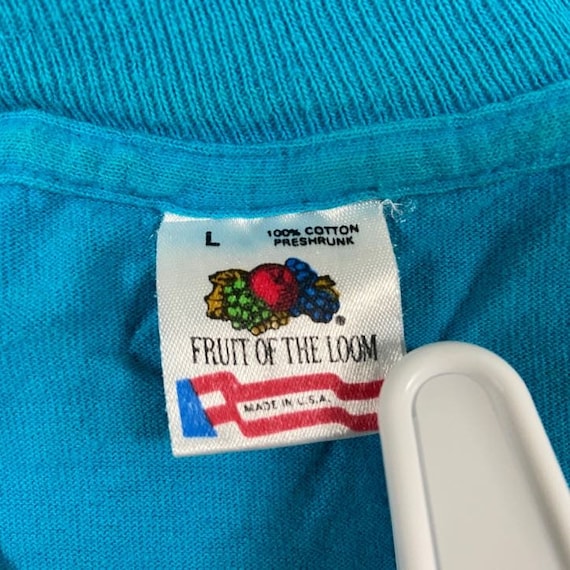 L
100% COTTON
PRESHRUNK
®
FRUIT OF THE LOOM
MADE IN U.S.A.